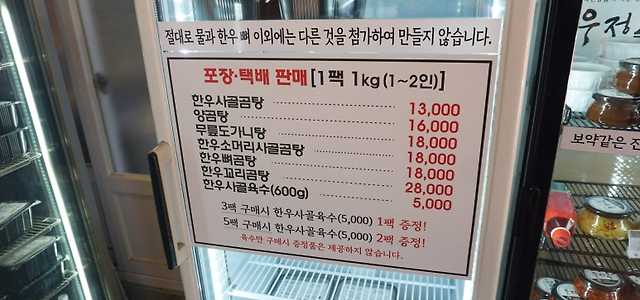 절대로 물과 한우 뼈 이외에는 다른 것을 첨가하여 만들지 않습니다.
포장·택배 판매[1팩 1kg(1~2인)]
한우사골곰탕 13,000
양곰탕 16,000
무릎도가니탕 18,000
한우소머리사골곰탕 18,000
한우뼈곰탕 18,000
한우꼬리곰탕 28,000
한우사골육수(600g) 5,000
3팩 구매시 한우사골육수(5,000) 1팩 증정!
5팩 구매시 한우사골육수(5,000) 2팩 증정!
육수만 구매시 증정품은 제공하지 않습니다.
보약같은